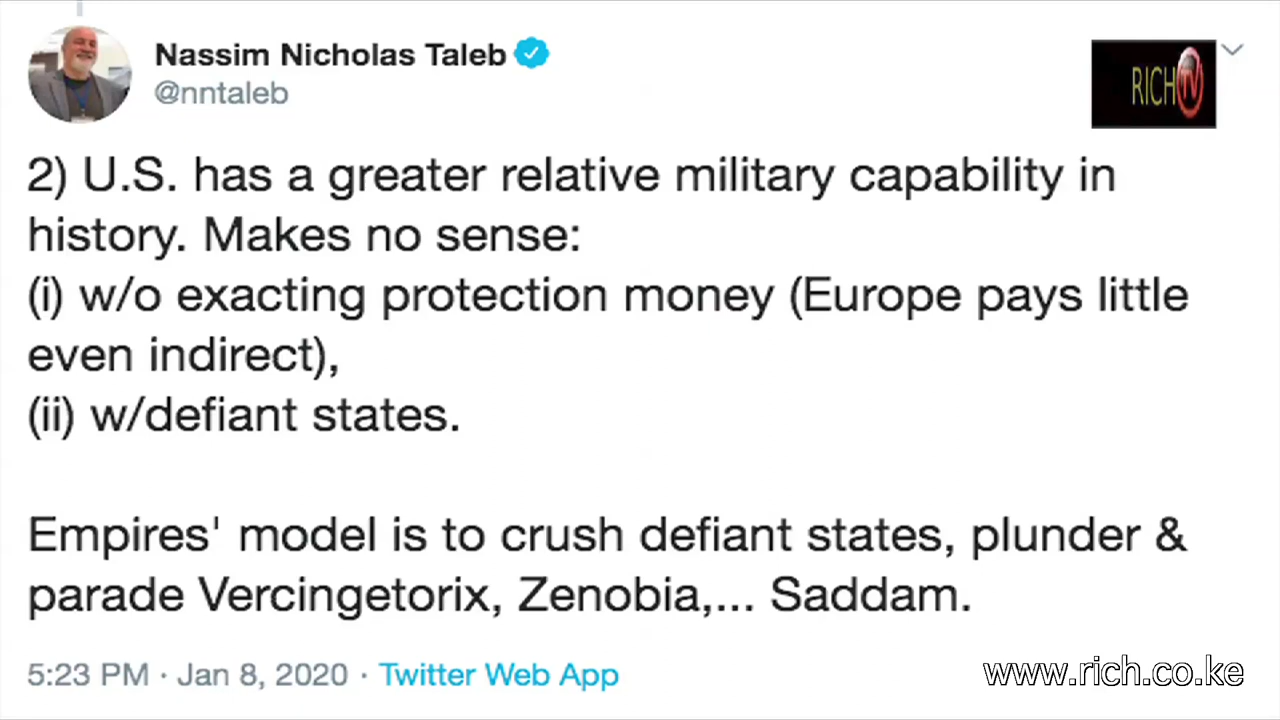 Nassim Nicholas Taleb
@nntaleb
RICH TV
2) U.S. has a greater relative military capability in
history. Makes no sense:
(i) w/o exacting protection money (Europe pays little
even indirect),
(ii) w/defiant states.
Empires' model is to crush defiant states, plunder &
parade Vercingetorix, Zenobia,... Saddam.
5:23 PM · Jan 8, 2020 · Twitter Web App
www.rich.co.ke